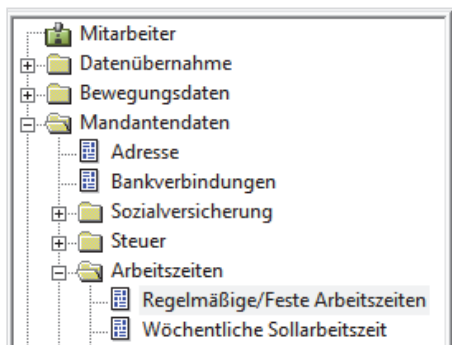 Mitarbeiter
Datenübernahme
Bewegungsdaten
Mandantendaten
Adresse
Bankverbindungen
Sozialversicherung
Steuer
Arbeitszeiten
Regelmäßige/Feste Arbeitszeiten
Wöchentliche Sollarbeitszeit